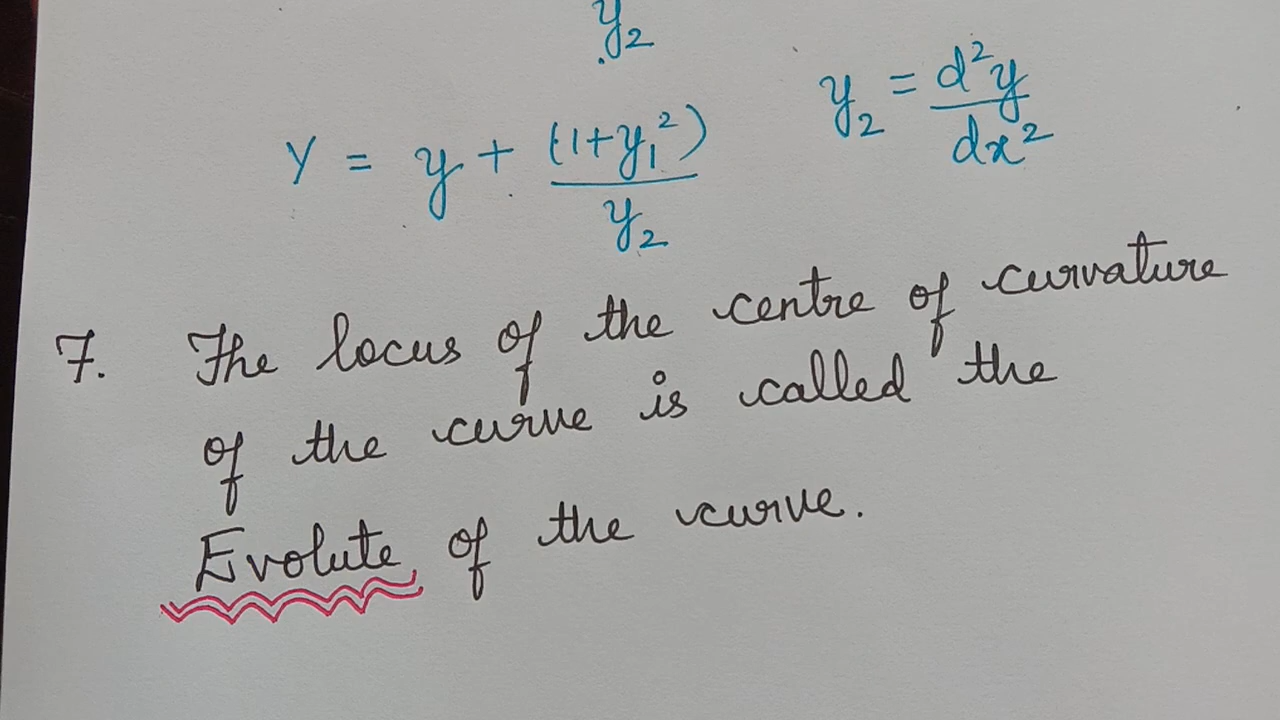 y₂
y₂ = d²y/dx²
Y = y + (1+y₁²)/y₂
7. The locus of the centre of curvature
of the curve is called the
Evolute of the curve.